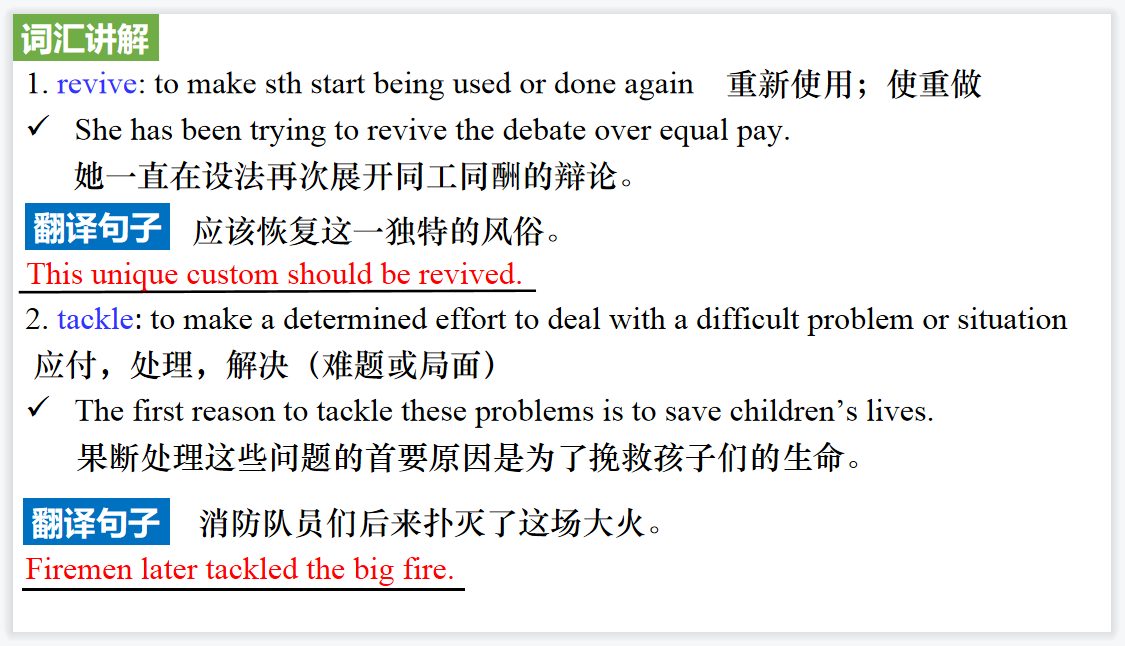 词汇讲解
1. revive: to make sth start being used or done again 重新使用；使重做
✓ She has been trying to revive the debate over equal pay.
她一直在设法再次展开同工同酬的辩论。
翻译句子 应该恢复这一独特的风俗。
This unique custom should be revived.
2. tackle: to make a determined effort to deal with a difficult problem or situation
应付，处理，解决（难题或局面）
✓ The first reason to tackle these problems is to save children’s lives.
果断处理这些问题的首要原因是为了挽救孩子们的生命。
翻译句子 消防队员们后来扑灭了这场大火。
Firemen later tackled the big fire.